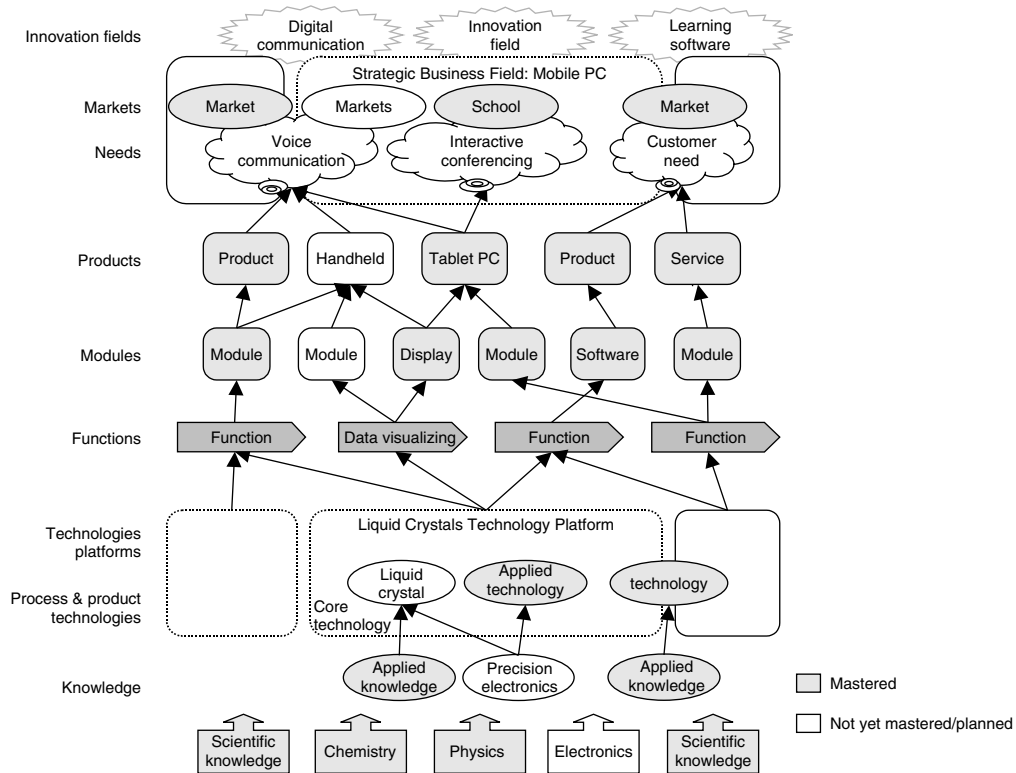 Innovation fields
Digital
communication
Innovation
field
Learning
software
Strategic Business Field: Mobile PC
Markets
Market
Markets
School
Market
Needs
Voice
communication
Interactive
conferencing
Customer
need
Products
Product
Handheld
Tablet PC
Product
Service
Modules
Module
Module
Display
Module
Software
Module
Functions
Function
Data visualizing
Function
Function
Technologies
platforms
Liquid Crystals Technology Platform
Process & product
technologies
Liquid
crystal
Applied
technology
technology
Core
technology
Knowledge
Applied
knowledge
Precision
electronics
Applied
knowledge
Mastered
Not yet mastered/planned
Scientific
knowledge
Chemistry
Physics
Electronics
Scientific
knowledge